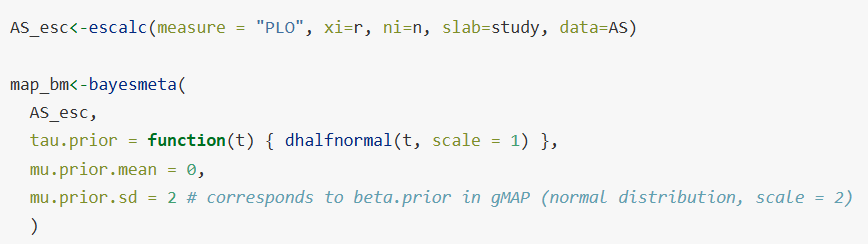 AS_esc<-escalc(measure = "PLO", xi=r, ni=n, slab=study, data=AS)

map_bm<-bayesmeta(
  AS_esc,
  tau.prior = function(t) { dhalfnormal(t, scale = 1) },
  mu.prior.mean = 0,
  mu.prior.sd = 2 # corresponds to beta.prior in gMAP (normal distribution, scale = 2)
  )